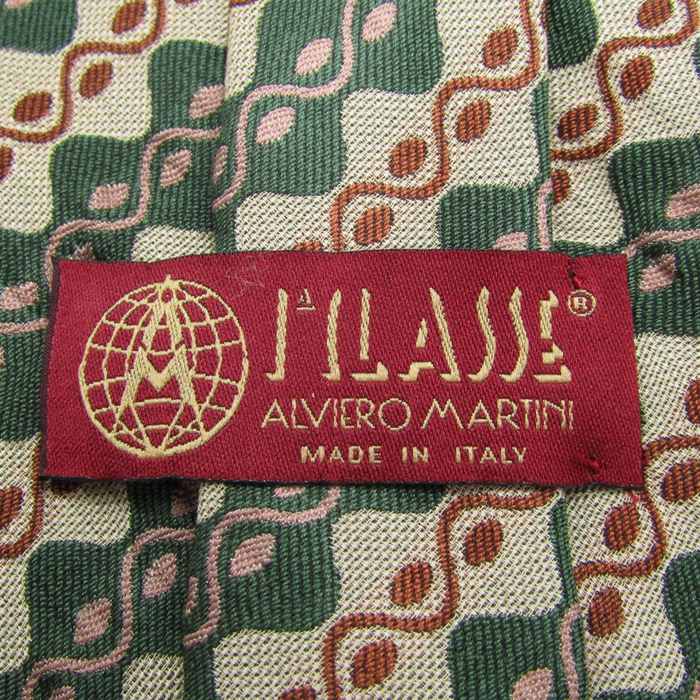 1ª CLASSE®
ALVIERO MARTINI
MADE IN ITALY